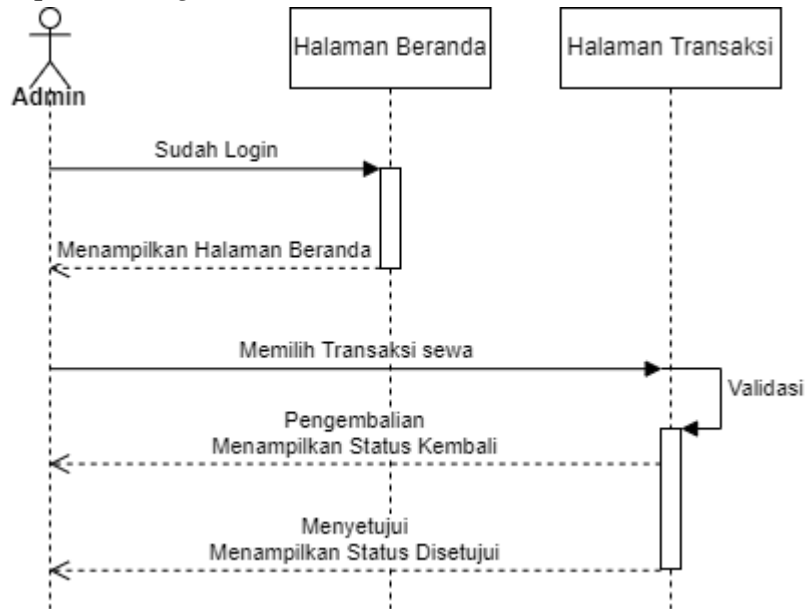 Halaman Beranda
Halaman Transaksi
Admin
Sudah Login
Menampilkan Halaman Beranda
Memilih Transaksi sewa
Validasi
Pengembalian
Menampilkan Status Kembali
Menyetujui
Menampilkan Status Disetujui